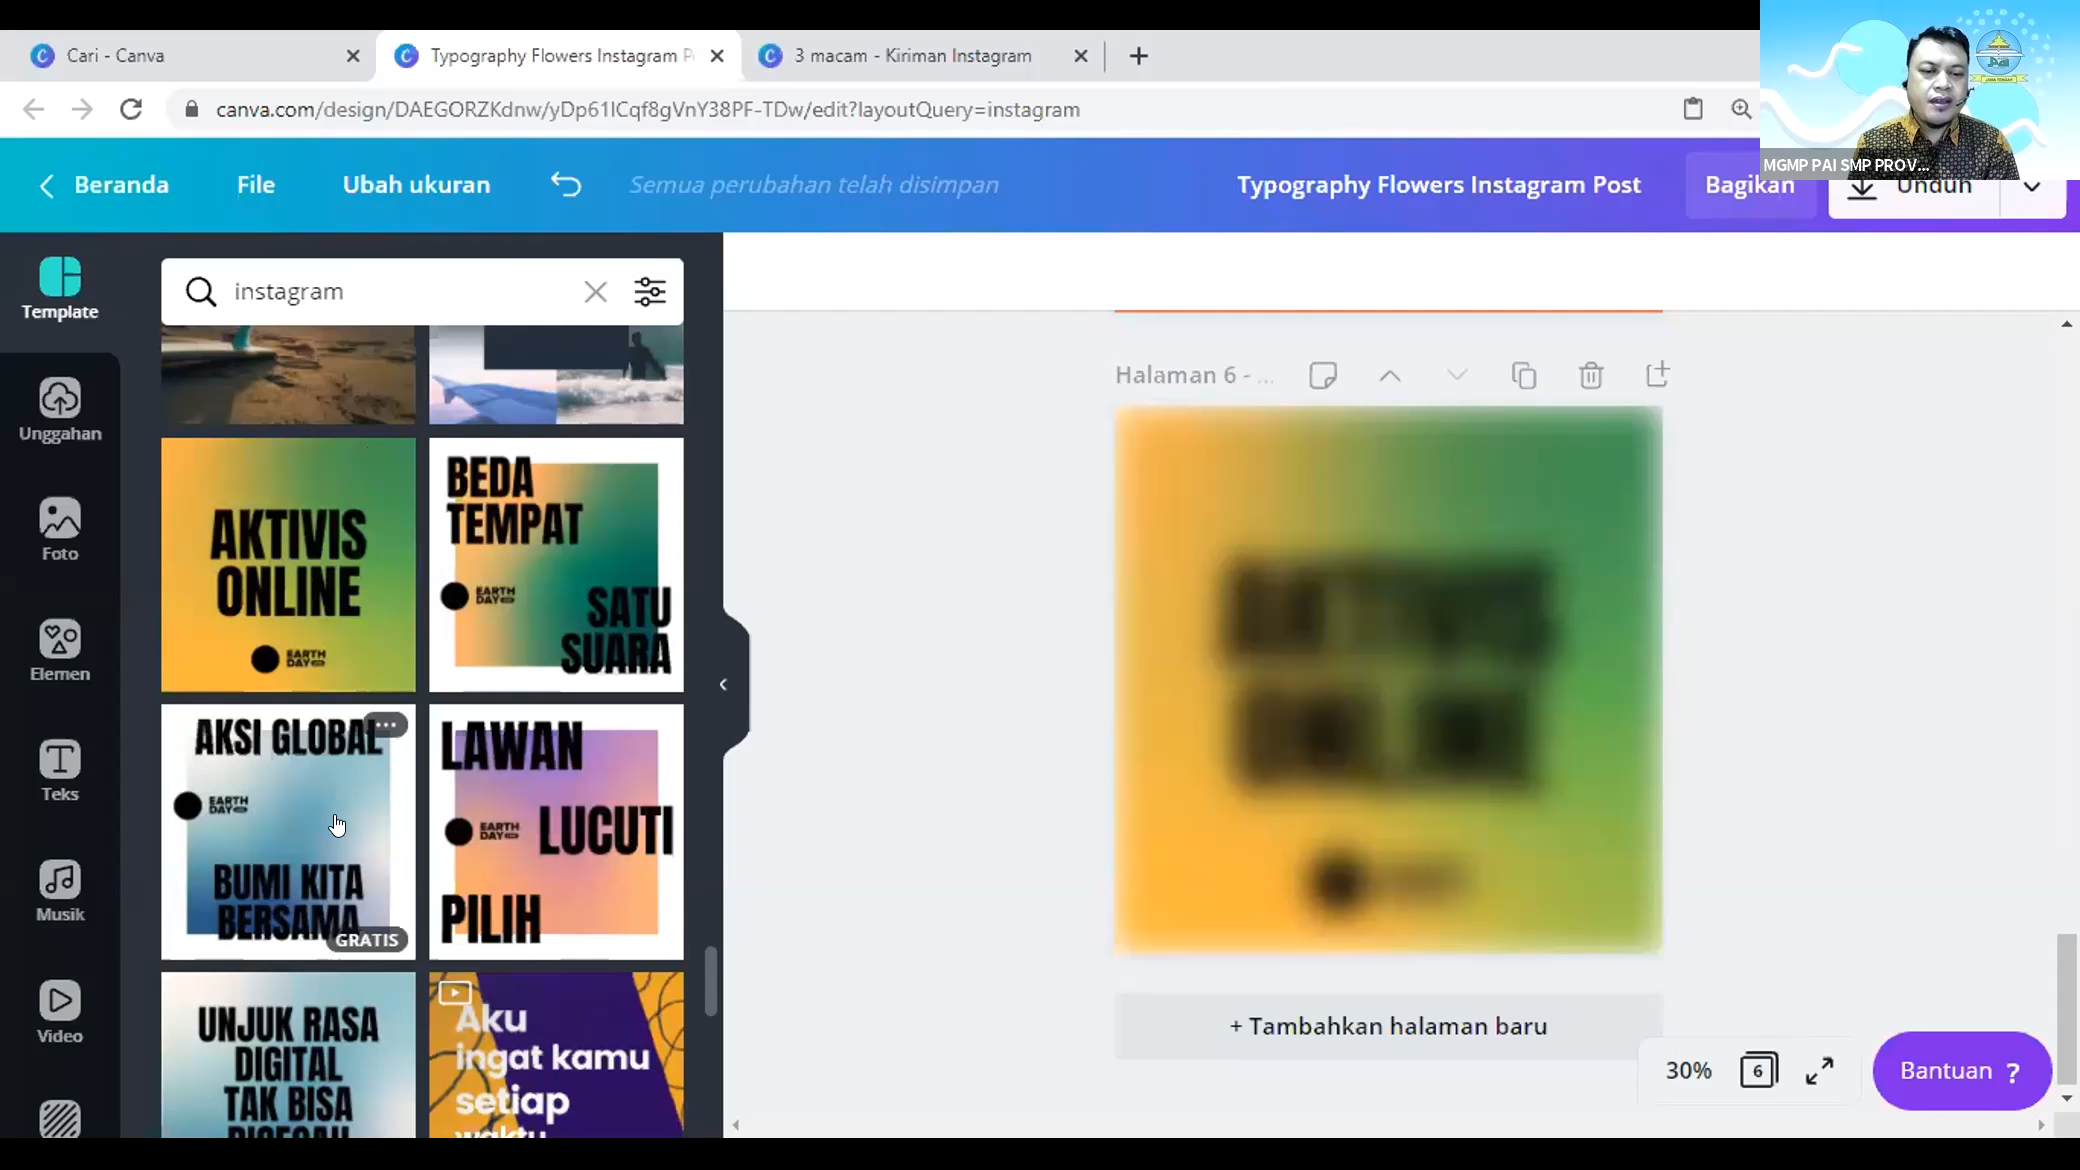 Cari - Canva
Typography Flowers Instagram P
3 macam - Kiriman Instagram
canva.com/design/DAEGORZKdnw/yDp61ICqf8gVnY38PF-TDw/edit?layoutQuery=instagram
MGMP PAI SMP PROV...
Beranda
File
Ubah ukuran
Semua perubahan telah disimpan
Typography Flowers Instagram Post
Bagikan
Unduh
Template
Unggahan
Foto
Elemen
Teks
Musik
Video
instagram
AKTIVIS
ONLINE
EARTH
DAY
BEDA
TEMPAT
EARTH
DAY
SATU
SUARA
AKSI GLOBAL
EARTH
DAY
BUMI KITA
BERSAMA
GRATIS
LAWAN
EARTH
DAY
LUCUTI
PILIH
UNJUK RASA
DIGITAL
TAK BISA
Aku
ingat kamu
setiap
waktu
Halaman 6 - ...
+ Tambahkan halaman baru
30%
6
Bantuan ?